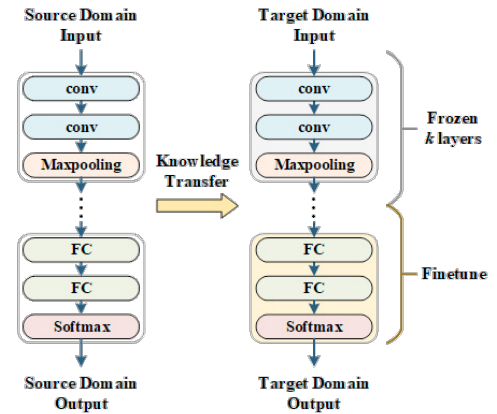 Source Domain
Input
conv
conv
Maxpooling
FC
FC
Softmax
Source Domain
Output
Knowledge
Transfer
Target Domain
Input
conv
conv
Maxpooling
FC
FC
Softmax
Target Domain
Output
Frozen
k layers
Finetune